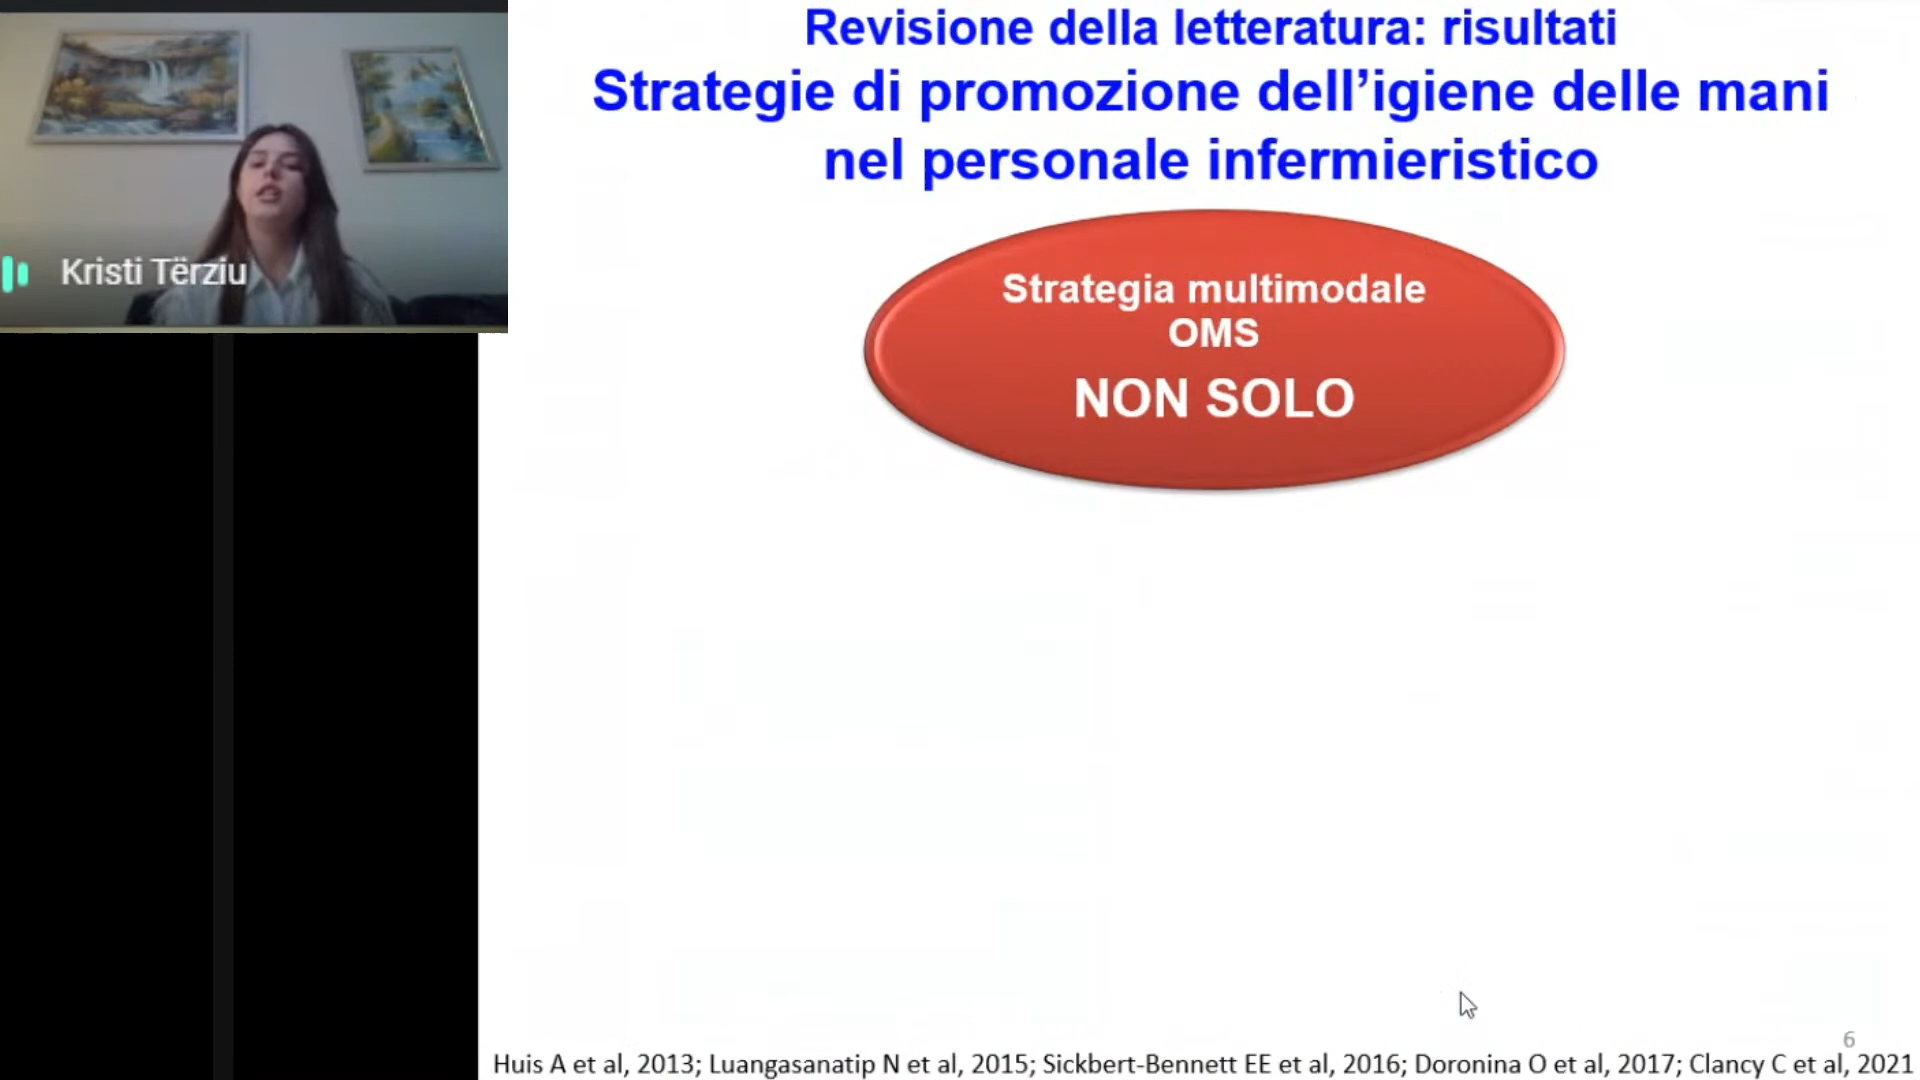 Revisione della letteratura: risultati
Strategie di promozione dell’igiene delle mani
nel personale infermieristico
Kristi Tërziu
Strategia multimodale
OMS
NON SOLO
6
Huis A et al, 2013; Luangasanatip N et al, 2015; Sickbert-Bennett EE et al, 2016; Doronina O et al, 2017; Clancy C et al, 2021